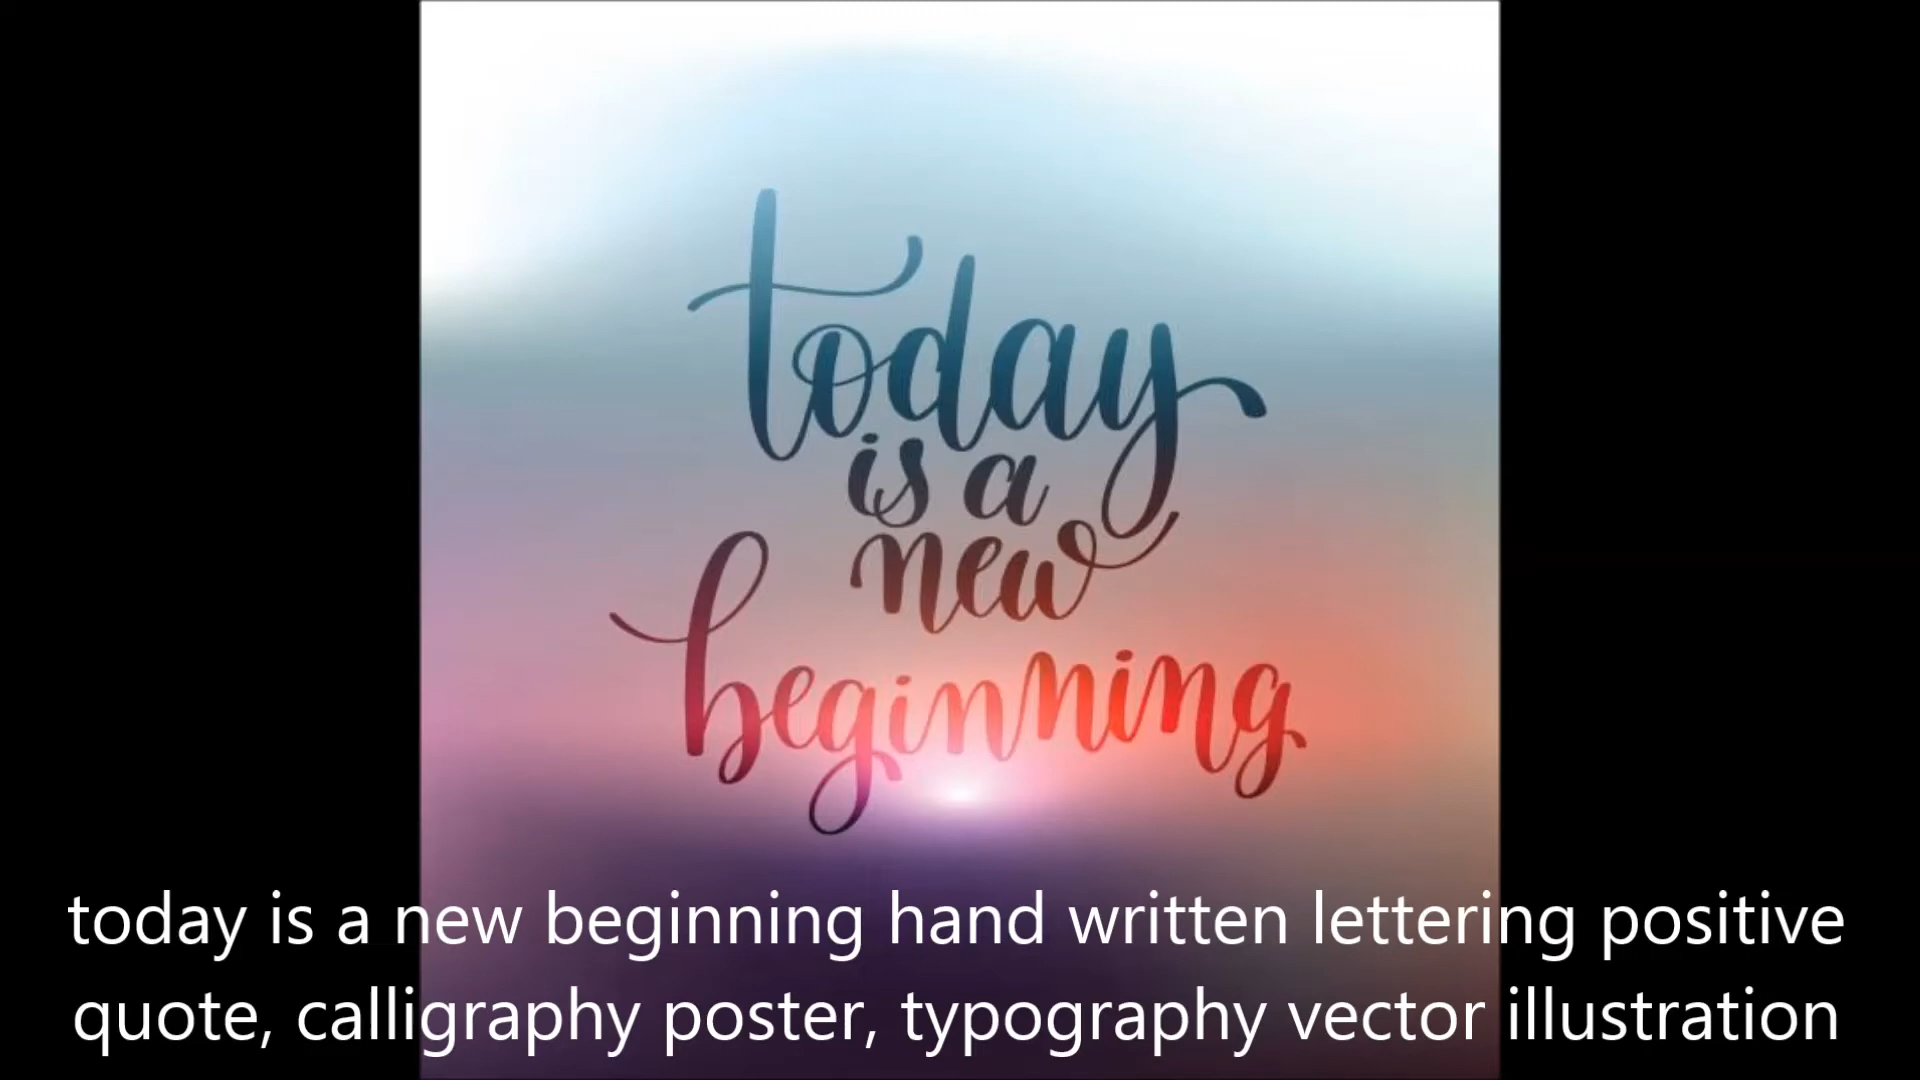 today
is a
new
beginning
today is a new beginning hand written lettering positive
quote, calligraphy poster, typography vector illustration